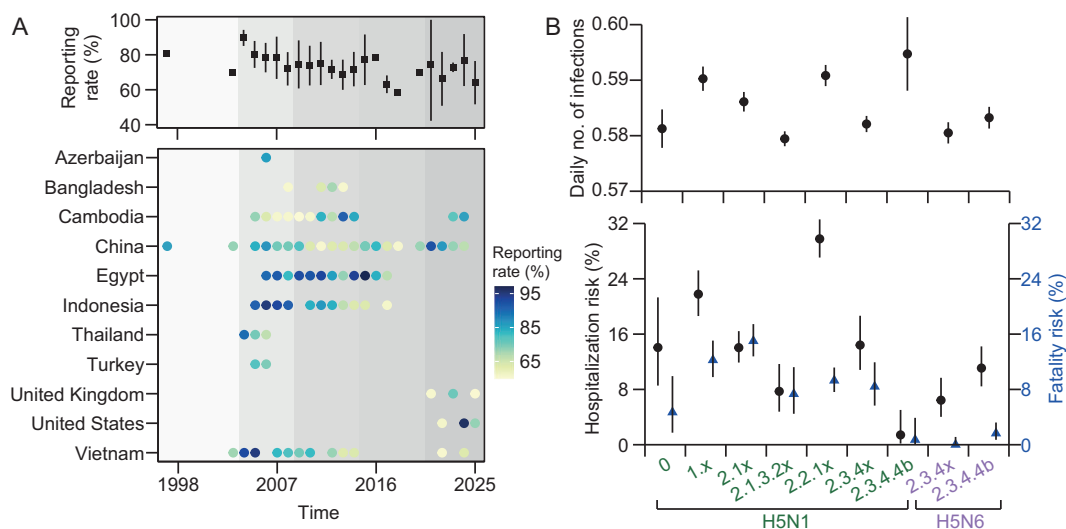 A
Reporting
rate (%)
100
80
60
40
Azerbaijan
Bangladesh
Cambodia
China
Egypt
Indonesia
Thailand
Turkey
United Kingdom
United States
Vietnam
1998
2007
2016
2025
Time
Reporting
rate (%)
95
85
75
65
B
Daily no. of infections
0.60
0.59
0.58
0.57
Hospitalization risk (%)
32
24
16
8
0
Fatality risk (%)
32
24
16
8
0
0
1.x
2.1x
2.1.3.2x
2.2.1x
2.3.4x
2.3.4.4b
2.3.4x
2.3.4.4b
H5N1
H5N6